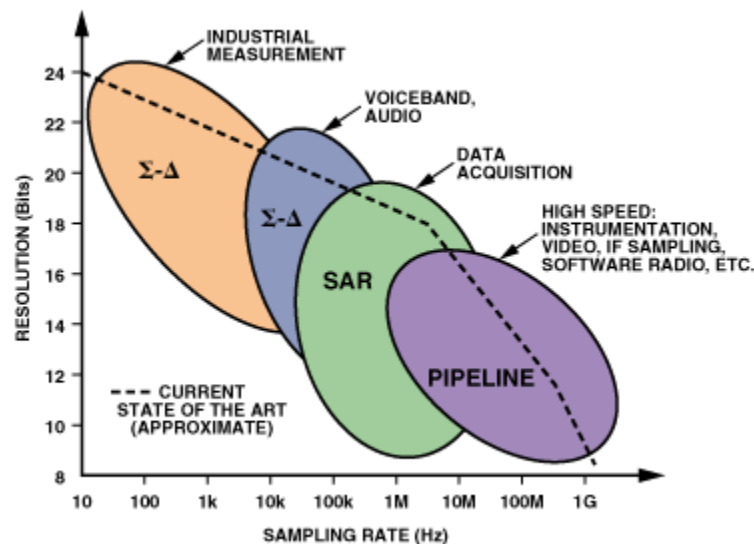 INDUSTRIAL
MEASUREMENT
VOICEBAND,
AUDIO
DATA
ACQUISITION
HIGH SPEED:
INSTRUMENTATION,
VIDEO, IF SAMPLING,
SOFTWARE RADIO, ETC.
RESOLUTION (Bits)
24
22
20
18
16
14
12
10
8
Σ-Δ
Σ-Δ
SAR
PIPELINE
CURRENT
STATE OF THE ART
(APPROXIMATE)
10 100 1k 10k 100k 1M 10M 100M 1G
SAMPLING RATE (Hz)